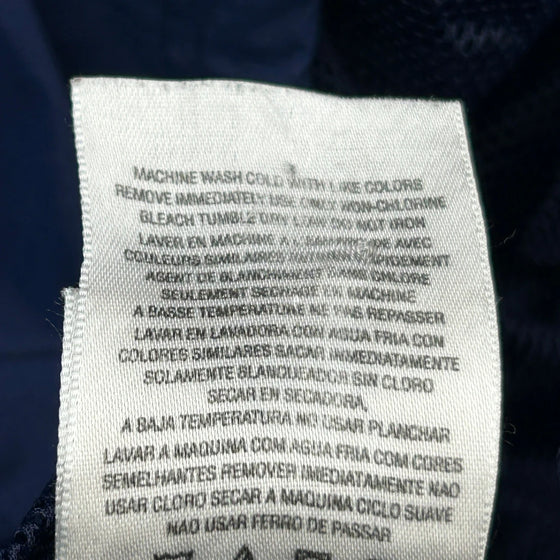 MACHINE WASH COLD WITH LIKE COLORS
REMOVE IMMEDIATELY USE ONLY NON-CHLORINE
BLEACH TUMBLE DRY LOW DO NOT IRON
LAVER EN MACHINE A AVEC
COULEURS SIMILAIRES RAPIDEMENT
AGENT DE BLANCHIMENT SANS CHLORE
SEULEMENT SECHAGE EN MACHINE
A BASSE TEMPERATURE NE PAS REPASSER
LAVAR EN LAVADORA CON AGUA FRIA CON
COLORES SIMILARES SACAR IMMEDIATAMENTE
SOLAMENTE BLANQUEADOR SIN CLORO
SECAR EN SECADORA,
A BAJA TEMPERATURA NO USAR PLANCHAR
LAVAR A MAQUINA COM AGUA FRIA COM CORES
SEMELHANTES REMOVER IMEDIATAMENTE NAO
USAR CLORO SECAR A MAQUINA CICLO SUAVE
NAO USAR FERRO DE PASSAR